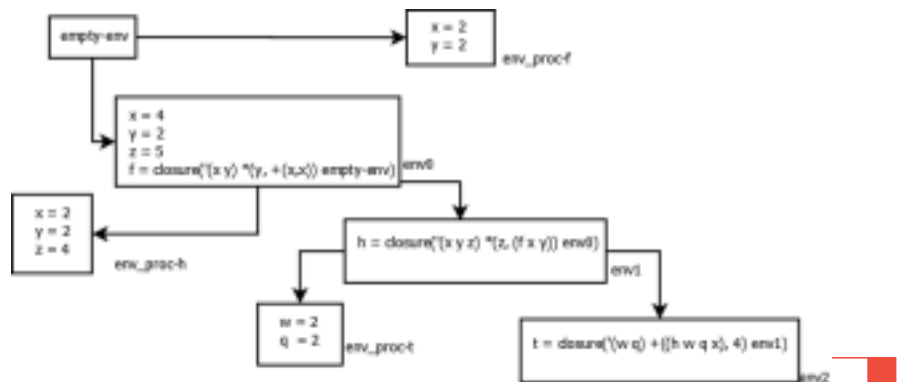 empty-env
x = 2
y = 2
env_proc-f
x = 4
y = 2
z = 5
f = closure('(x y) *(y, +(x,x)) empty-env)
env0
x = 2
y = 2
z = 4
env_proc-h
h = closure('(x y z) *(z, (f x y)) env0)
env1
w = 2
q = 2
env_proc-t
t = closure('(w q) +((h w q x), 4) env1)
env2